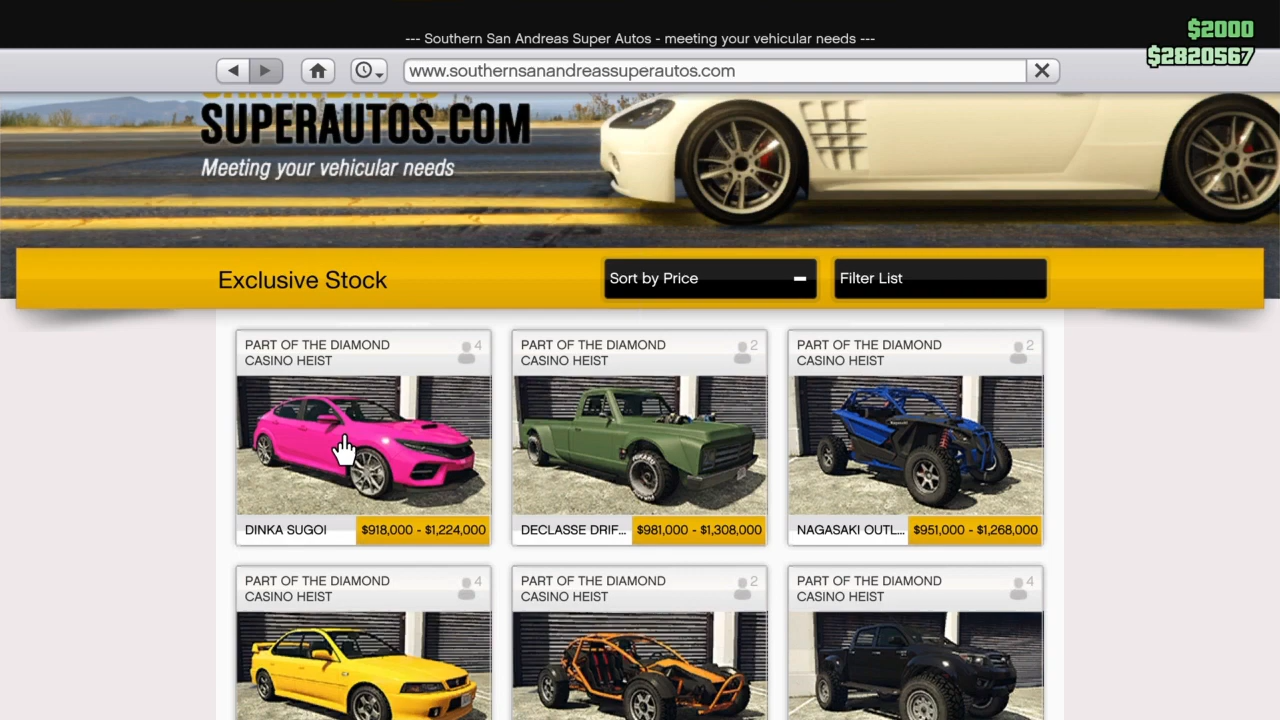 --- Southern San Andreas Super Autos - meeting your vehicular needs ---
$2000
$2820567
www.southernsanandreassuperautos.com
SANANDREAS
SUPERAUTOS.COM
Meeting your vehicular needs
Exclusive Stock
Sort by Price
Filter List
PART OF THE DIAMOND
CASINO HEIST
4
PART OF THE DIAMOND
CASINO HEIST
2
PART OF THE DIAMOND
CASINO HEIST
2
DINKA SUGOI
$918,000 - $1,224,000
DECLASSE DRIF...
$981,000 - $1,308,000
NAGASAKI OUTL...
$951,000 - $1,268,000
PART OF THE DIAMOND
CASINO HEIST
4
PART OF THE DIAMOND
CASINO HEIST
2
PART OF THE DIAMOND
CASINO HEIST
4